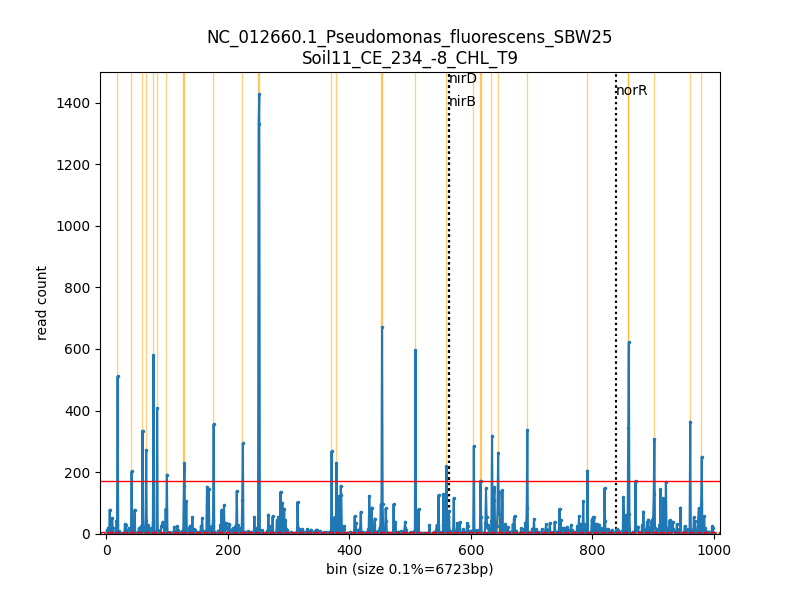 NC_012660.1_Pseudomonas_fluorescens_SBW25
Soil11_CE_234_-8_CHL_T9
nirD
norR
nirB
1400
1200
1000
800
600
400
200
0
read count
0 200 400 600 800 1000
bin (size 0.1%=6723bp)